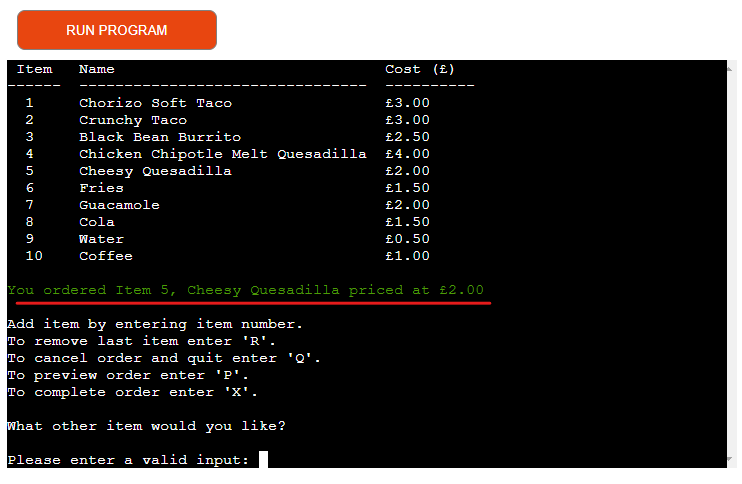 RUN PROGRAM
Item Name Cost (£)
------ -------------------------------- ----------
1 Chorizo Soft Taco £3.00
2 Crunchy Taco £3.00
3 Black Bean Burrito £2.50
4 Chicken Chipotle Melt Quesadilla £4.00
5 Cheesy Quesadilla £2.00
6 Fries £1.50
7 Guacamole £2.00
8 Cola £1.50
9 Water £0.50
10 Coffee £1.00
You ordered Item 5, Cheesy Quesadilla priced at £2.00
Add item by entering item number.
To remove last item enter 'R'.
To cancel order and quit enter 'Q'.
To preview order enter 'P'.
To complete order enter 'X'.
What other item would you like?
Please enter a valid input: